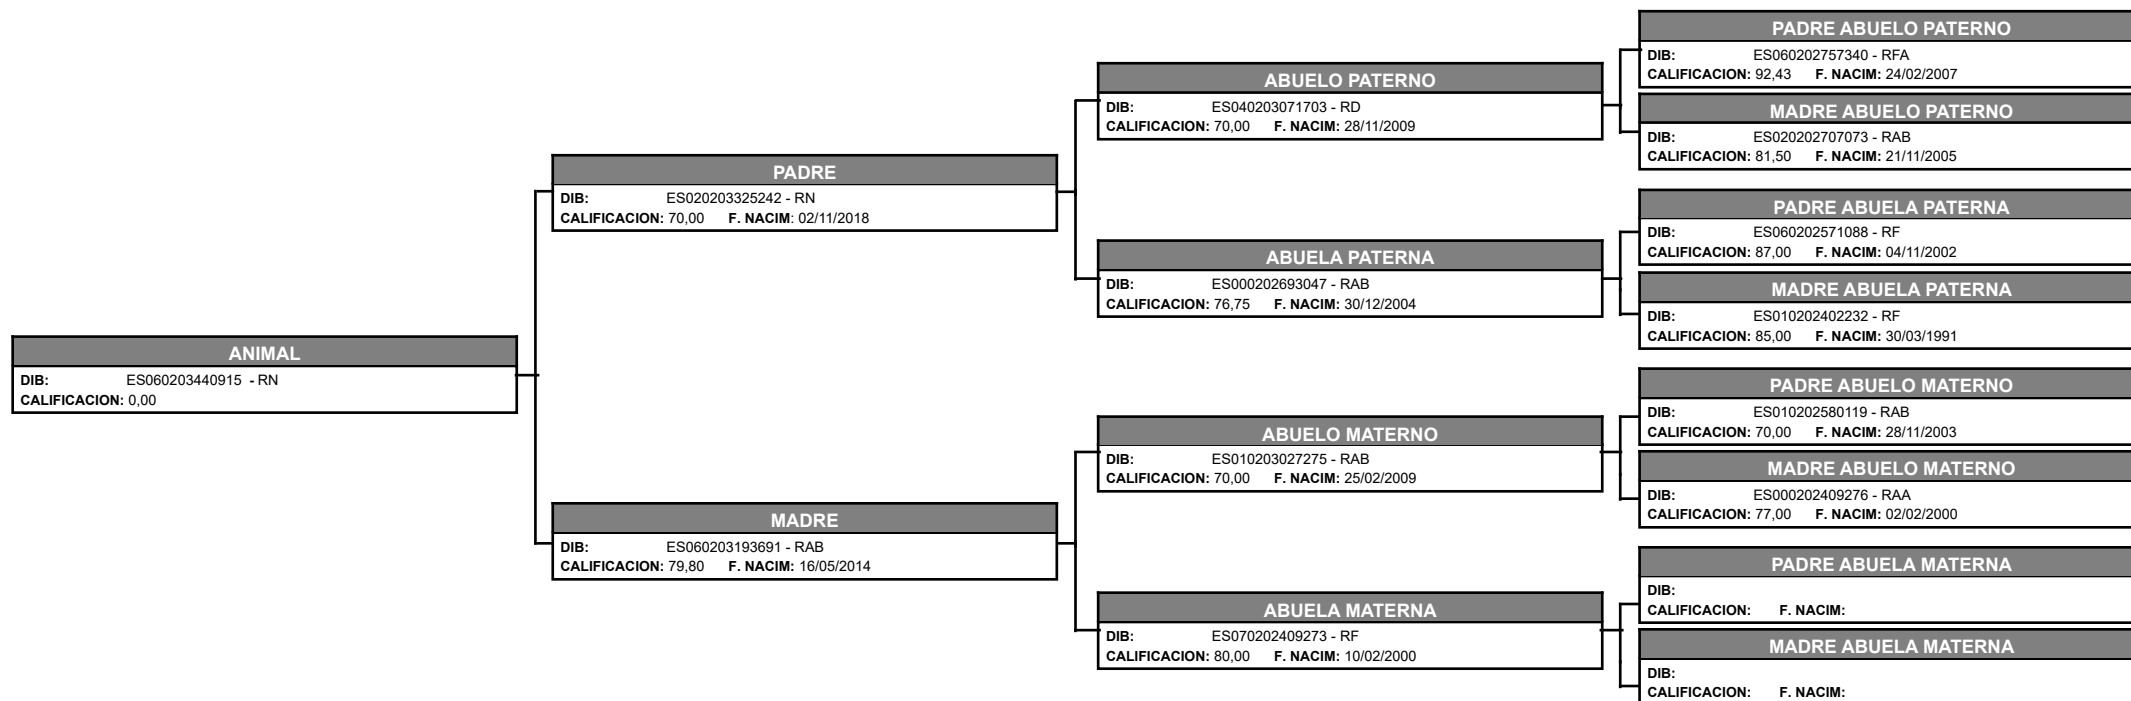 ANIMAL
DIB: ES060203440915 - RN
CALIFICACION: 0,00
PADRE
DIB: ES020203325242 - RN
CALIFICACION: 70,00 F. NACIM: 02/11/2018
MADRE
DIB: ES060203193691 - RAB
CALIFICACION: 79,80 F. NACIM: 16/05/2014
ABUELO PATERNO
DIB: ES040203071703 - RD
CALIFICACION: 70,00 F. NACIM: 28/11/2009
ABUELA PATERNA
DIB: ES000202693047 - RAB
CALIFICACION: 76,75 F. NACIM: 30/12/2004
ABUELO MATERNO
DIB: ES010203027275 - RAB
CALIFICACION: 70,00 F. NACIM: 25/02/2009
ABUELA MATERNA
DIB: ES070202409273 - RF
CALIFICACION: 80,00 F. NACIM: 10/02/2000
PADRE ABUELO PATERNO
DIB: ES060202757340 - RFA
CALIFICACION: 92,43 F. NACIM: 24/02/2007
MADRE ABUELO PATERNO
DIB: ES020202707073 - RAB
CALIFICACION: 81,50 F. NACIM: 21/11/2005
PADRE ABUELA PATERNA
DIB: ES060202571088 - RF
CALIFICACION: 87,00 F. NACIM: 04/11/2002
MADRE ABUELA PATERNA
DIB: ES010202402232 - RF
CALIFICACION: 85,00 F. NACIM: 30/03/1991
PADRE ABUELO MATERNO
DIB: ES010202580119 - RAB
CALIFICACION: 70,00 F. NACIM: 28/11/2003
MADRE ABUELO MATERNO
DIB: ES000202409276 - RAA
CALIFICACION: 77,00 F. NACIM: 02/02/2000
PADRE ABUELA MATERNA
DIB:
CALIFICACION: F. NACIM:
MADRE ABUELA MATERNA
DIB:
CALIFICACION: F. NACIM: